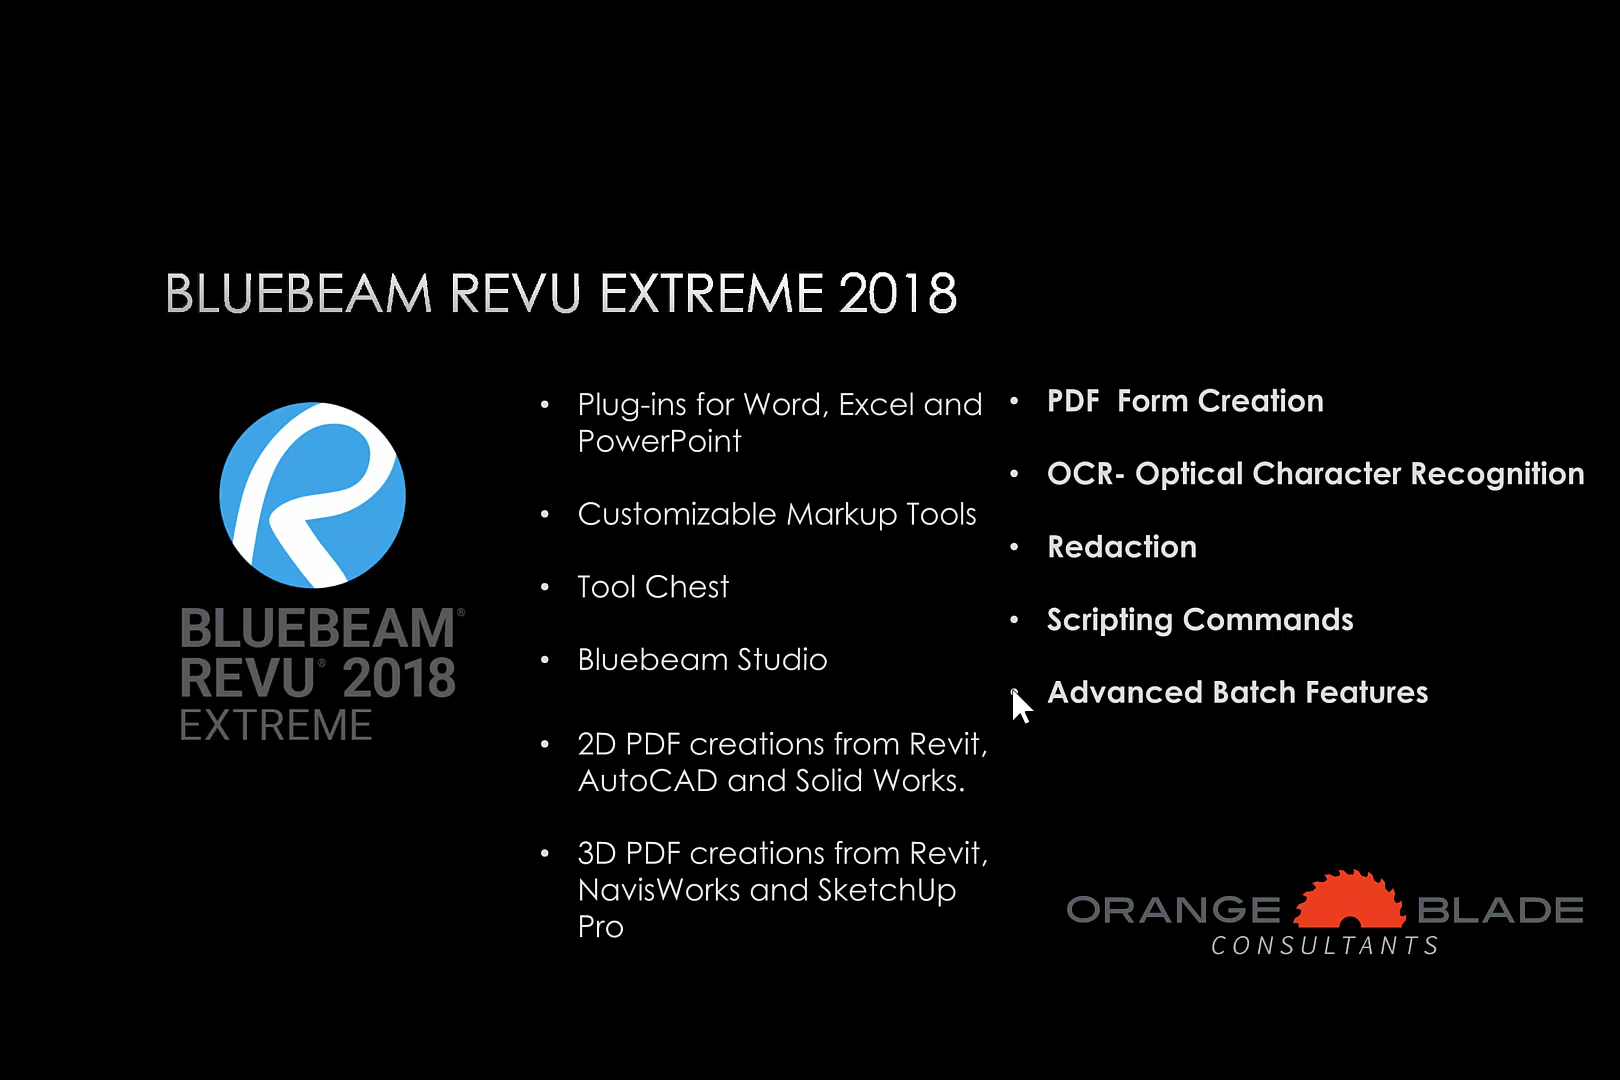 BLUEBEAM REVU EXTREME 2018
BLUEBEAM®
REVU® 2018
EXTREME
• Plug-ins for Word, Excel and
PowerPoint
• Customizable Markup Tools
• Tool Chest
• Bluebeam Studio
• 2D PDF creations from Revit,
AutoCAD and Solid Works.
• 3D PDF creations from Revit,
NavisWorks and SketchUp
Pro
• PDF  Form Creation
• OCR- Optical Character Recognition
• Redaction
• Scripting Commands
• Advanced Batch Features
ORANGE BLADE
CONSULTANTS